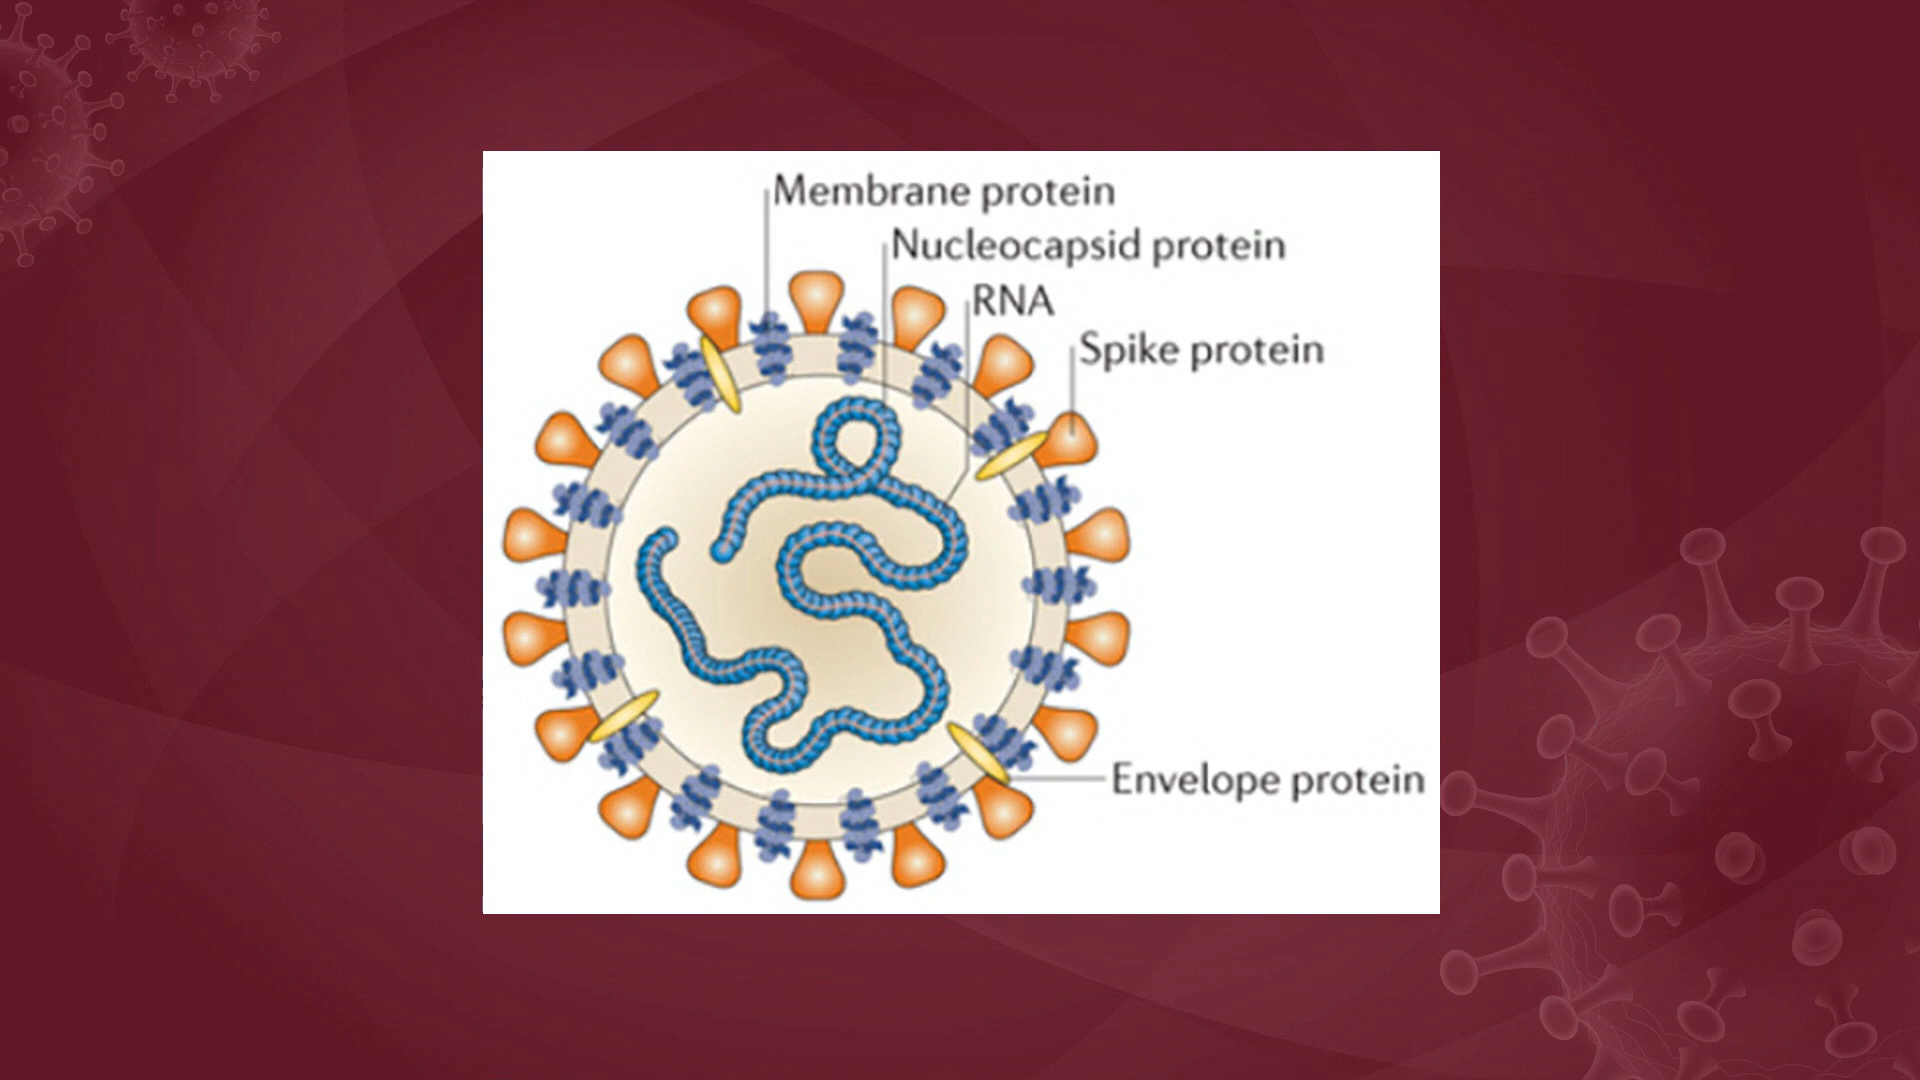 Membrane protein
Nucleocapsid protein
RNA
Spike protein
Envelope protein